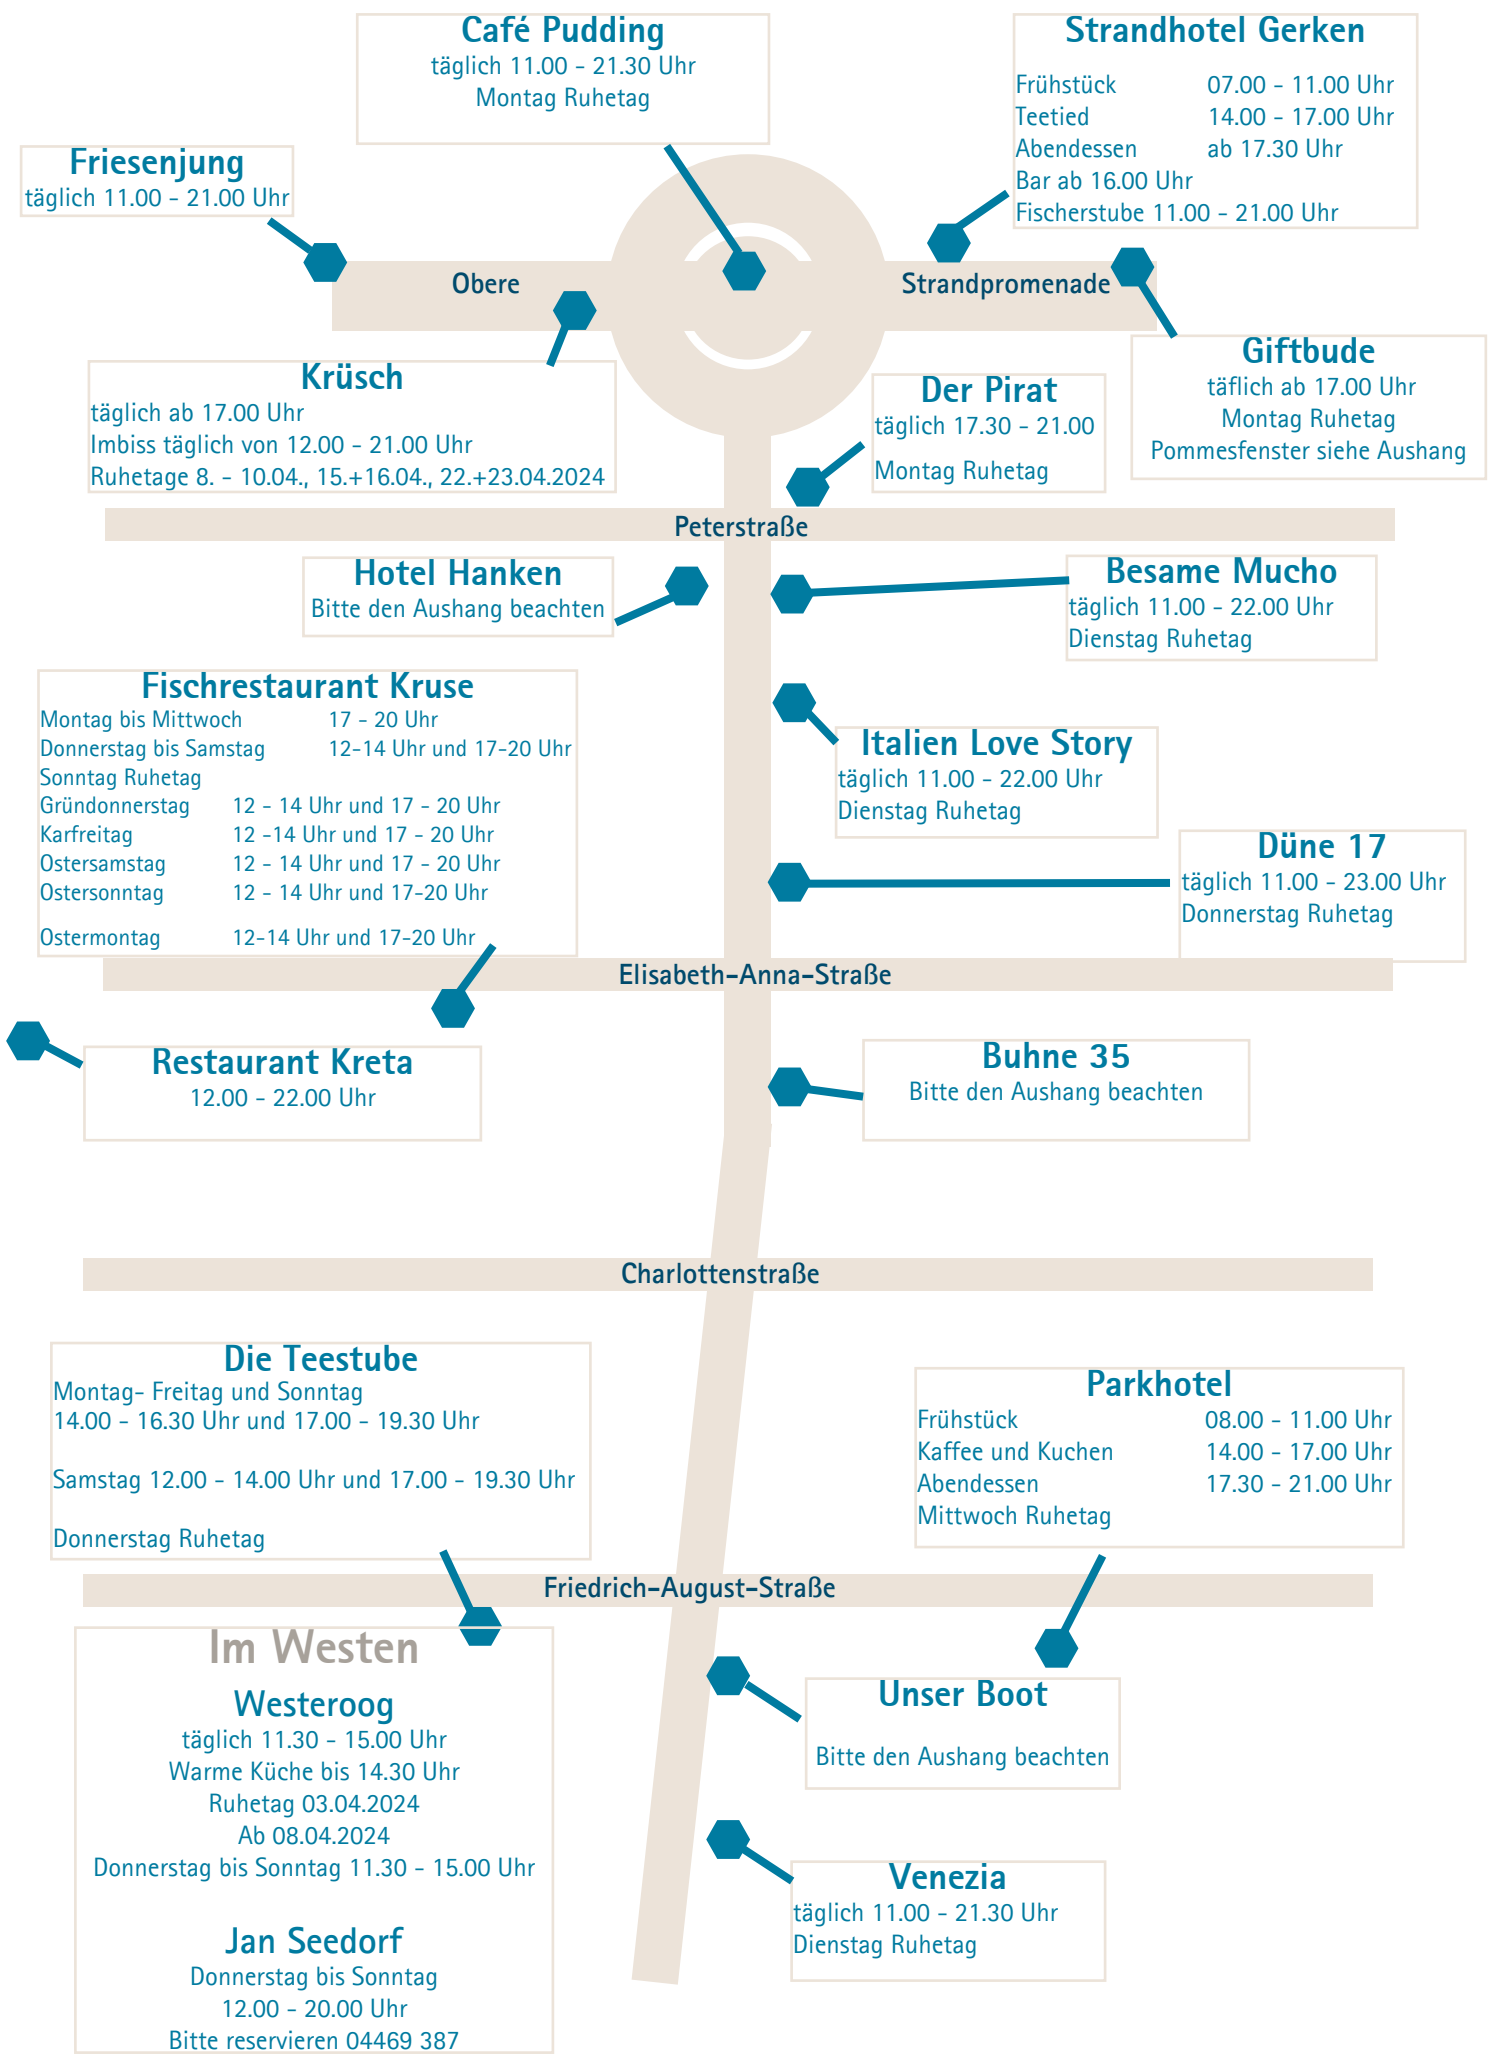 Café Pudding
täglich 11.00 - 21.30 Uhr
Montag Ruhetag
Strandhotel Gerken
Frühstück 07.00 - 11.00 Uhr
Teetied 14.00 - 17.00 Uhr
Abendessen ab 17.30 Uhr
Bar ab 16.00 Uhr
Fischerstube 11.00 - 21.00 Uhr
Friesenjung
täglich 11.00 - 21.00 Uhr
Obere Strandpromenade
Giftbude
täflich ab 17.00 Uhr
Montag Ruhetag
Pommesfenster siehe Aushang
Krüsch
täglich ab 17.00 Uhr
Imbiss täglich von 12.00 - 21.00 Uhr
Ruhetage 8. - 10.04., 15.+16.04., 22.+23.04.2024
Der Pirat
täglich 17.30 - 21.00
Montag Ruhetag
Peterstraße
Hotel Hanken
Bitte den Aushang beachten
Besame Mucho
täglich 11.00 - 22.00 Uhr
Dienstag Ruhetag
Fischrestaurant Kruse
Montag bis Mittwoch 17 - 20 Uhr
Donnerstag bis Samstag 12-14 Uhr und 17-20 Uhr
Sonntag Ruhetag
Gründonnerstag 12 - 14 Uhr und 17 - 20 Uhr
Karfreitag 12 -14 Uhr und 17 - 20 Uhr
Ostersamstag 12 - 14 Uhr und 17 - 20 Uhr
Ostersonntag 12 - 14 Uhr und 17-20 Uhr
Ostermontag 12-14 Uhr und 17-20 Uhr
Italien Love Story
täglich 11.00 - 22.00 Uhr
Dienstag Ruhetag
Düne 17
täglich 11.00 - 23.00 Uhr
Donnerstag Ruhetag
Elisabeth-Anna-Straße
Restaurant Kreta
12.00 - 22.00 Uhr
Buhne 35
Bitte den Aushang beachten
Charlottenstraße
Die Teestube
Montag- Freitag und Sonntag
14.00 - 16.30 Uhr und 17.00 - 19.30 Uhr
Samstag 12.00 - 14.00 Uhr und 17.00 - 19.30 Uhr
Donnerstag Ruhetag
Parkhotel
Frühstück 08.00 - 11.00 Uhr
Kaffee und Kuchen 14.00 - 17.00 Uhr
Abendessen 17.30 - 21.00 Uhr
Mittwoch Ruhetag
Friedrich-August-Straße
Im Westen
Westeroog
täglich 11.30 - 15.00 Uhr
Warme Küche bis 14.30 Uhr
Ruhetag 03.04.2024
Ab 08.04.2024
Donnerstag bis Sonntag 11.30 - 15.00 Uhr
Jan Seedorf
Donnerstag bis Sonntag
12.00 - 20.00 Uhr
Bitte reservieren 04469 387
Unser Boot
Bitte den Aushang beachten
Venezia
täglich 11.00 - 21.30 Uhr
Dienstag Ruhetag